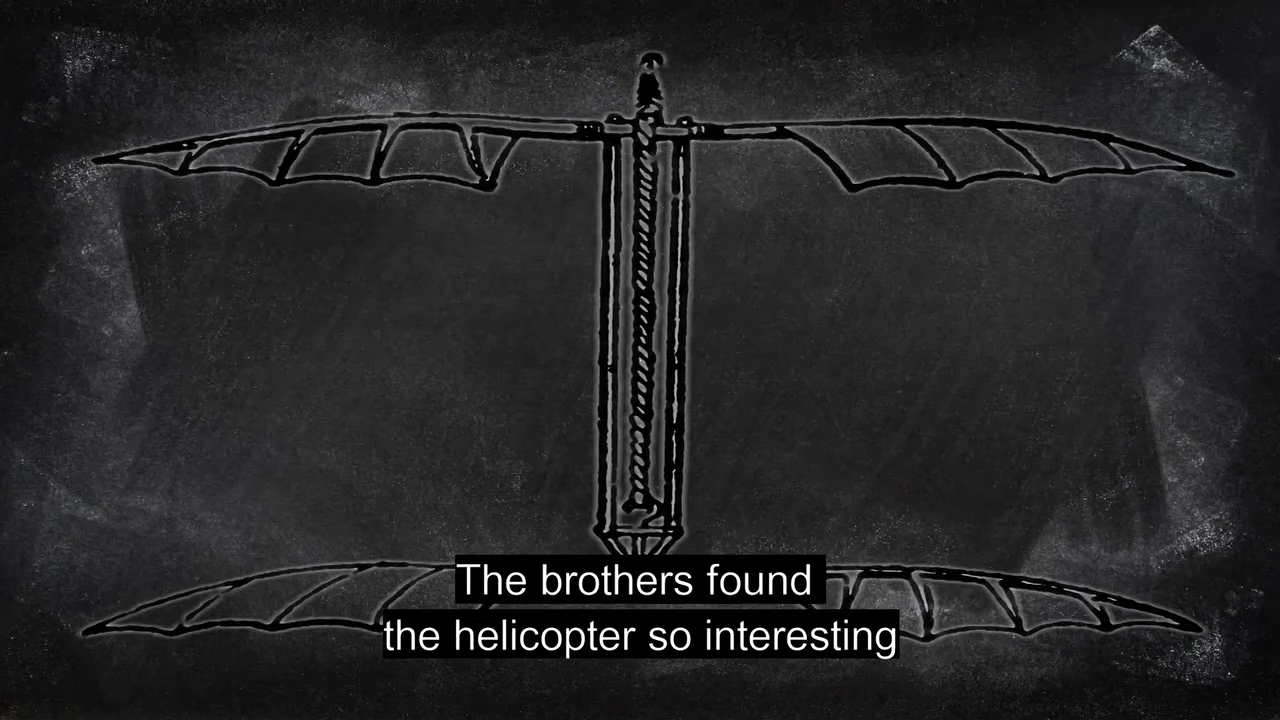 The brothers found
the helicopter so interesting